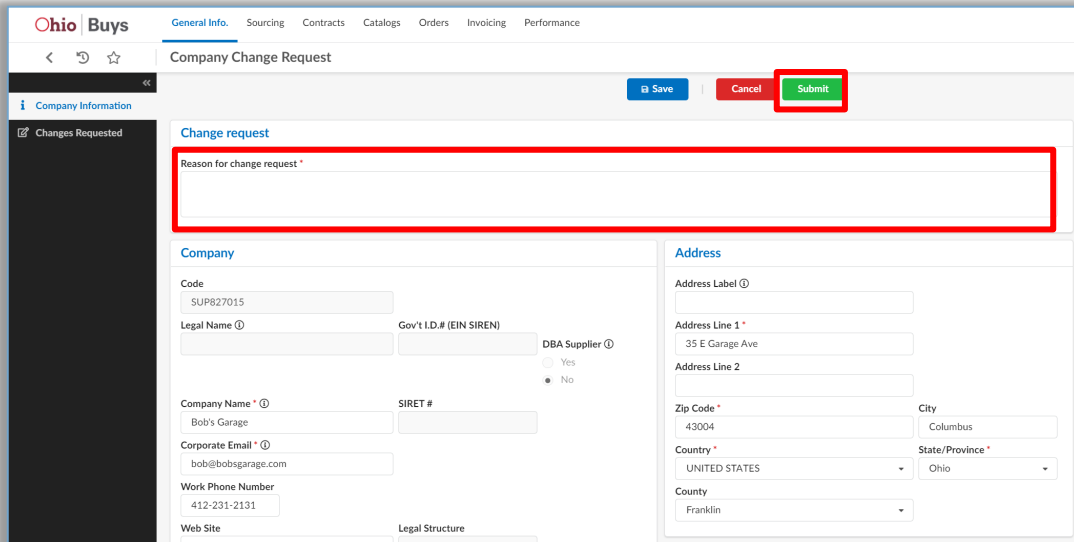 Ohio Buys
General Info. Sourcing Contracts Catalogs Orders Invoicing Performance
Company Change Request
Save Cancel Submit
Company Information
Changes Requested
Change request
Reason for change request *
Company
Code
SUP827015
Legal Name Gov't I.D.# (EIN SIREN)
DBA Supplier
Yes
No
Company Name * SIRET #
Bob's Garage
Corporate Email *
bob@bobsgarage.com
Work Phone Number
412-231-2131
Web Site Legal Structure
Address
Address Label
Address Line 1 *
35 E Garage Ave
Address Line 2
Zip Code * City
43004 Columbus
Country * State/Province *
UNITED STATES Ohio
County
Franklin